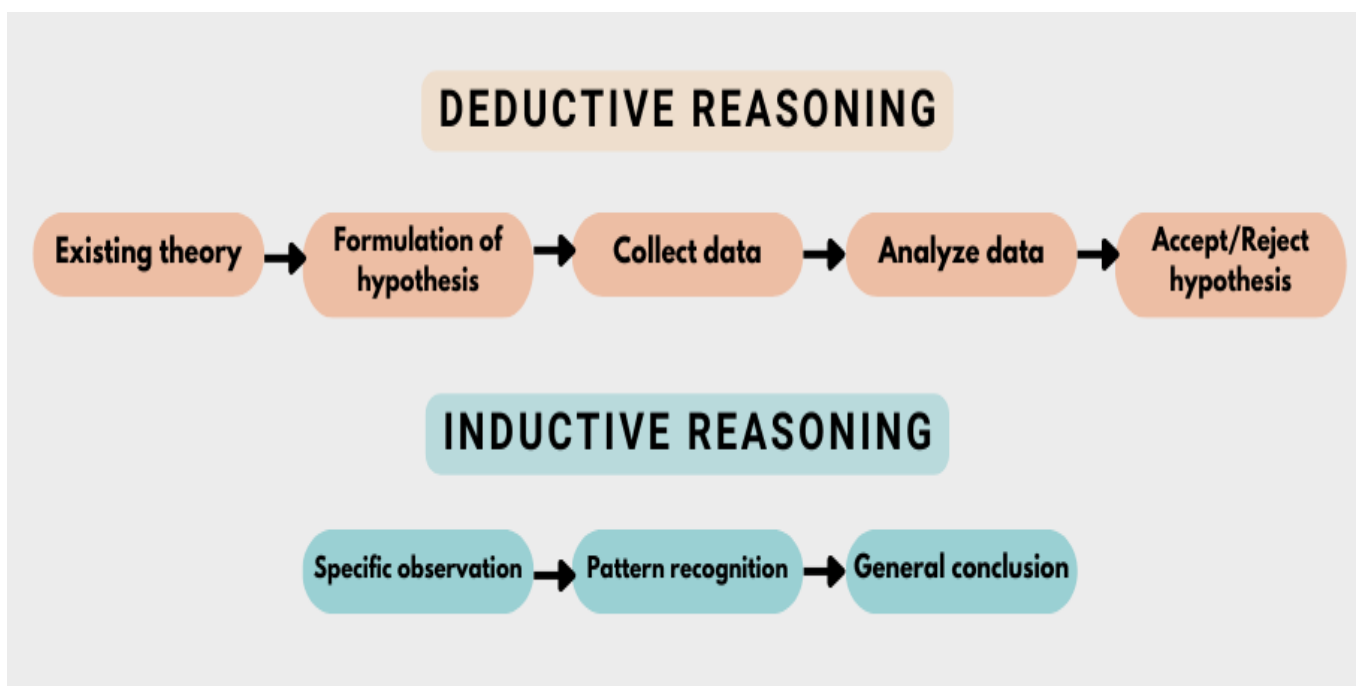 DEDUCTIVE REASONING
Existing theory
Formulation of
hypothesis
Collect data
Analyze data
Accept/Reject
hypothesis
INDUCTIVE REASONING
Specific observation
Pattern recognition
General conclusion